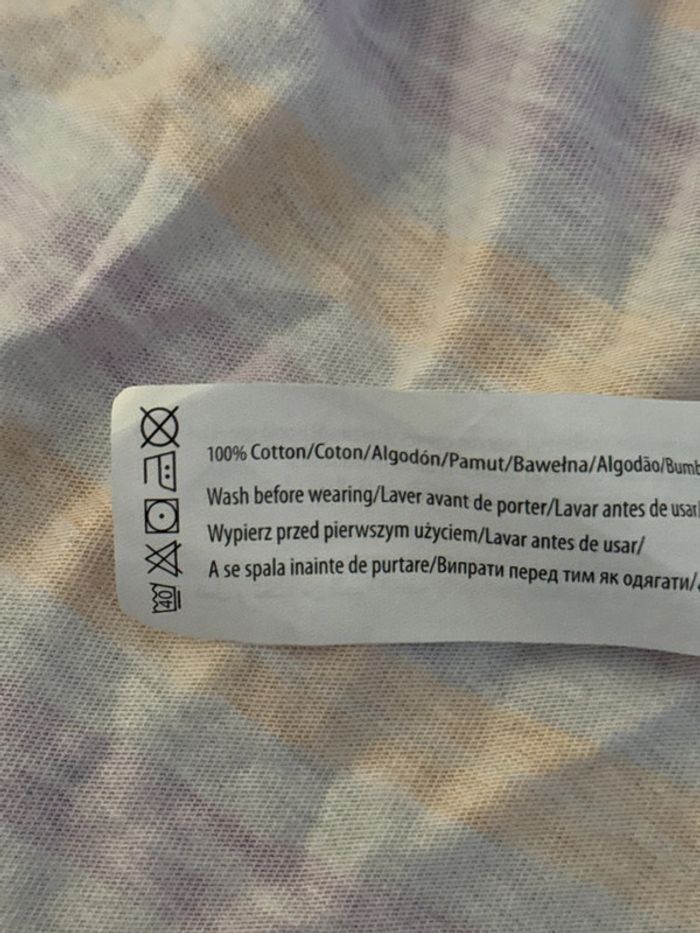 100% Cotton/Coton/Algodón/Pamut/Bawełna/Algodão/Bumb
Wash before wearing/Laver avant de porter/Lavar antes de usar/
Wypierz przed pierwszym użyciem/Lavar antes de usar/
A se spala inainte de purtare/Випрати перед тим як одягати/
40